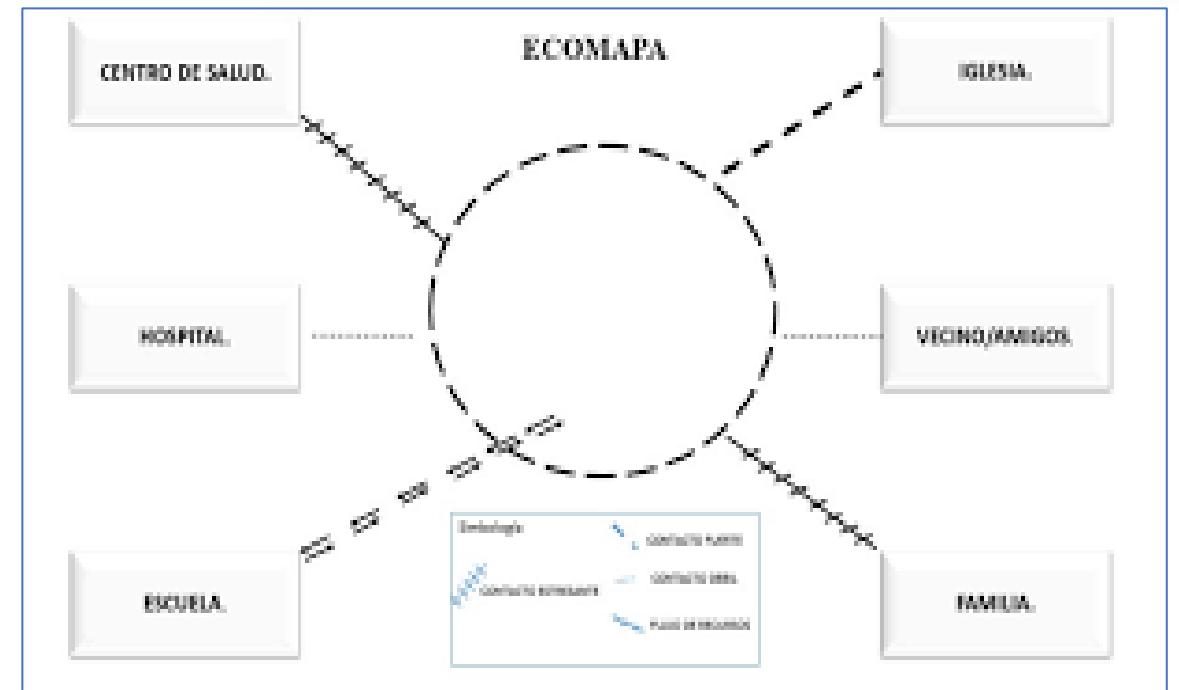 ECOMAPA
CENTRO DE SALUD.
IGLESIA.
HOSPITAL.
VECINO/AMIGOS.
ESCUELA.
FAMILIA.
Simbología
CONTACTO FUERTE
CONTACTO DEBIL
CONTACTO ESTRESANTE
FLUJO DE RECURSOS